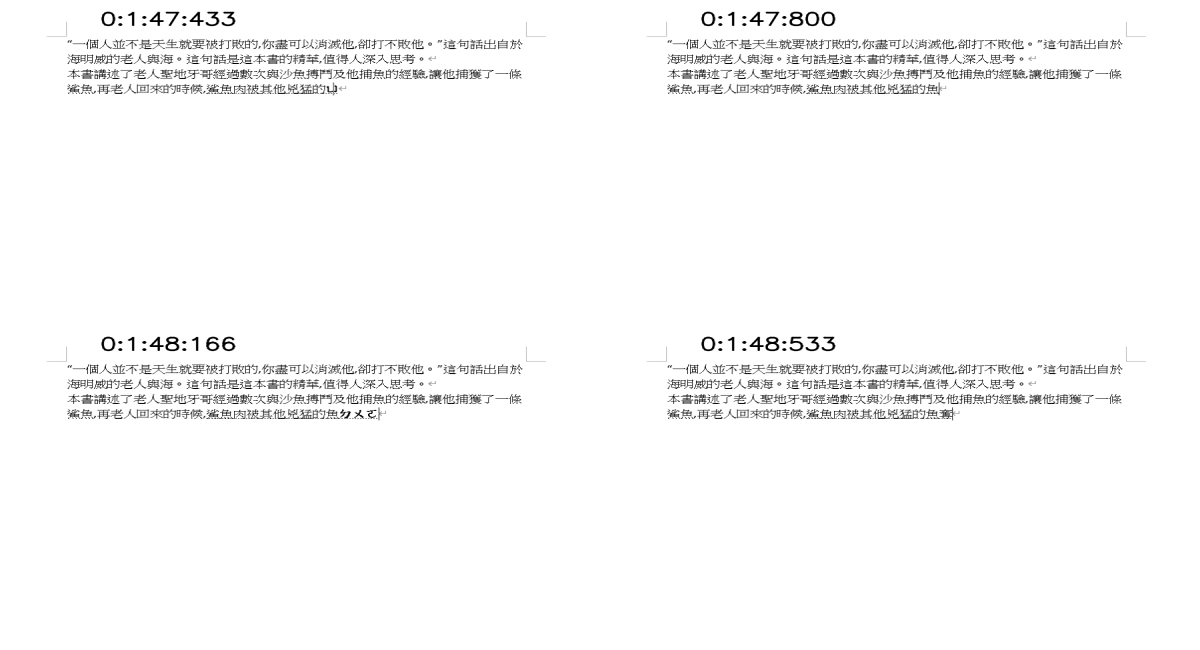 0:1:47:433
“一個人並不是天生就要被打敗的,你盡可以消滅他,卻打不敗他。”這句話出自於
海明威的老人與海。這句話是這本書的精華,值得人深入思考。
本書講述了老人聖地牙哥經過數次與沙魚搏鬥及他捕魚的經驗,讓他捕獲了一條
鯊魚,再老人回來的時候,鯊魚肉被其他兇猛的ㄩ
0:1:47:800
“一個人並不是天生就要被打敗的,你盡可以消滅他,卻打不敗他。”這句話出自於
海明威的老人與海。這句話是這本書的精華,值得人深入思考。
本書講述了老人聖地牙哥經過數次與沙魚搏鬥及他捕魚的經驗,讓他捕獲了一條
鯊魚,再老人回來的時候,鯊魚肉被其他兇猛的魚
0:1:48:166
“一個人並不是天生就要被打敗的,你盡可以消滅他,卻打不敗他。”這句話出自於
海明威的老人與海。這句話是這本書的精華,值得人深入思考。
本書講述了老人聖地牙哥經過數次與沙魚搏鬥及他捕魚的經驗,讓他捕獲了一條
鯊魚,再老人回來的時候,鯊魚肉被其他兇猛的魚ㄉㄨㄛ
0:1:48:533
“一個人並不是天生就要被打敗的,你盡可以消滅他,卻打不敗他。”這句話出自於
海明威的老人與海。這句話是這本書的精華,值得人深入思考。
本書講述了老人聖地牙哥經過數次與沙魚搏鬥及他捕魚的經驗,讓他捕獲了一條
鯊魚,再老人回來的時候,鯊魚肉被其他兇猛的魚奪